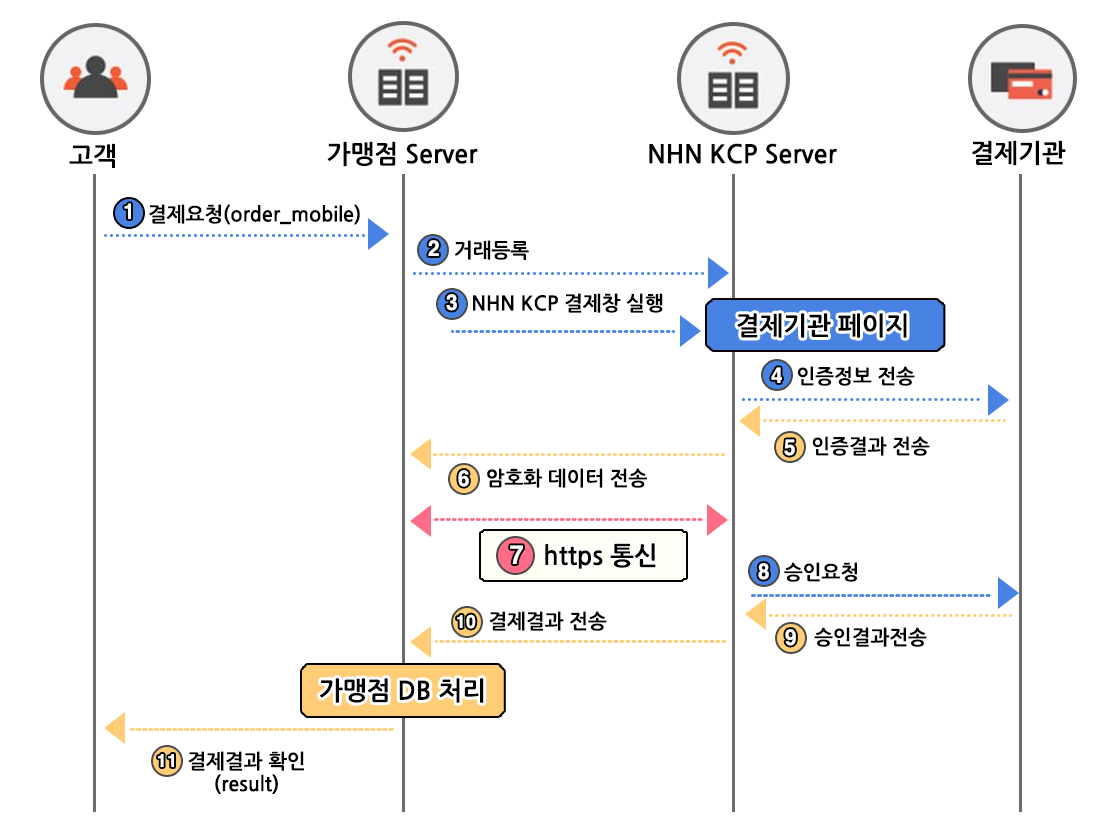 고객
가맹점 Server
NHN KCP Server
결제기관
1 결제요청(order_mobile)
2 거래등록
3 NHN KCP 결제창 실행
결제기관 페이지
4 인증정보 전송
5 인증결과 전송
6 암호화 데이터 전송
7 https 통신
8 승인요청
10 결제결과 전송
9 승인결과전송
가맹점 DB 처리
11 결제결과 확인
(result)